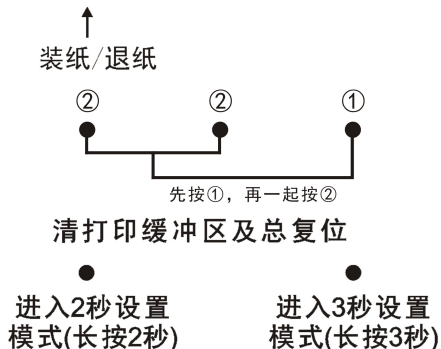 装纸/退纸
② ② ①
先按①，再一起按②
清打印缓冲区及总复位
进入2秒设置 进入3秒设置
模式(长按2秒) 模式(长按3秒)